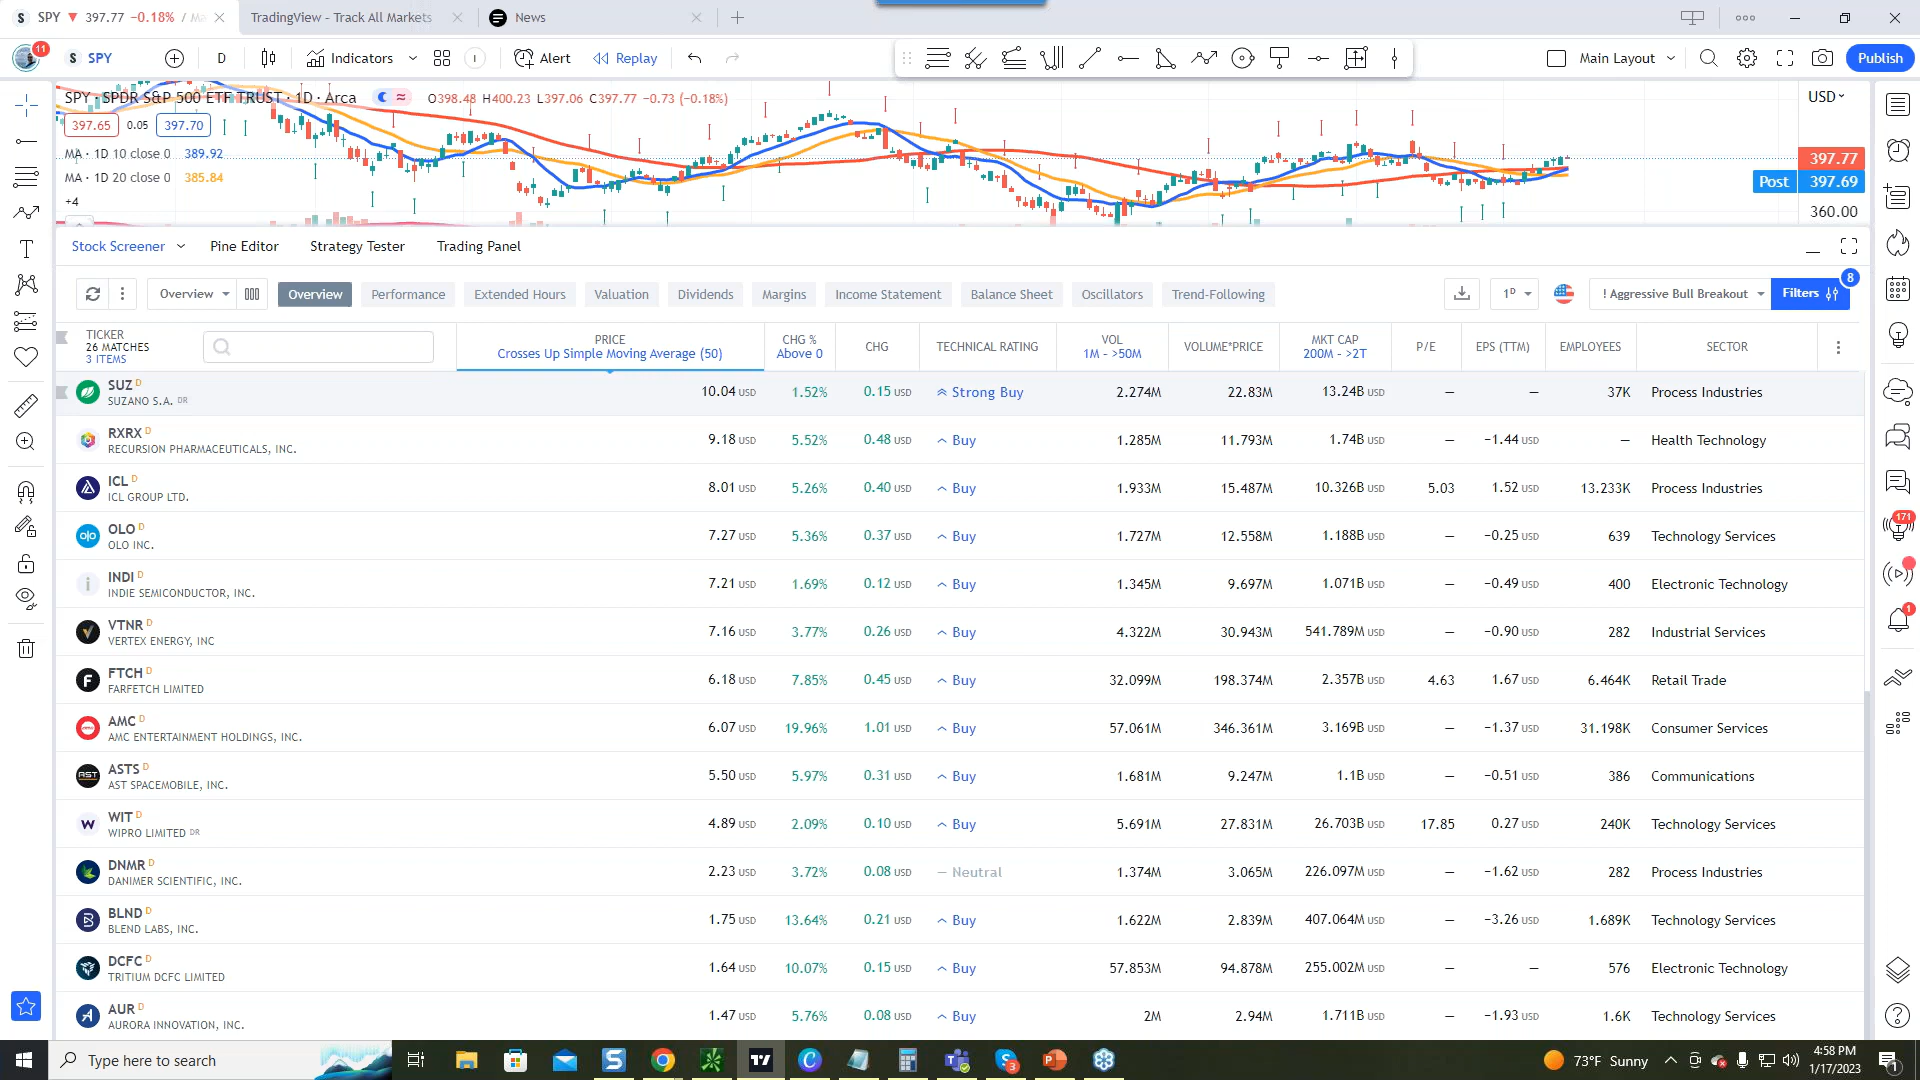 SPY ▼ 397.77 −0.18% / Ma
TradingView - Track All Markets
News
11
S SPY
D
Indicators
Alert
Replay
Main Layout
Publish
SPY · SPDR S&P 500 ETF TRUST · 1D · Arca
O398.48 H400.23 L397.06 C397.77 −0.73 (−0.18%)
USD
397.65 0.05 397.70
MA · 1D 10 close 0 389.92
MA · 1D 20 close 0 385.84
+4
397.77
Post 397.69
360.00
Stock Screener
Pine Editor
Strategy Tester
Trading Panel
Overview
Overview
Performance
Extended Hours
Valuation
Dividends
Margins
Income Statement
Balance Sheet
Oscillators
Trend-Following
1D
! Aggressive Bull Breakout
Filters
8
TICKER
26 MATCHES
3 ITEMS
PRICE
Crosses Up Simple Moving Average (50)
CHG %
Above 0
CHG
TECHNICAL RATING
VOL
1M - >50M
VOLUME*PRICE
MKT CAP
200M - >2T
P/E
EPS (TTM)
EMPLOYEES
SECTOR
SUZ D 10.04 USD 1.52% 0.15 USD Strong Buy 2.274M 22.83M 13.24B USD — — 37K Process Industries
SUZANO S.A. DR
RXRX D 9.18 USD 5.52% 0.48 USD Buy 1.285M 11.793M 1.74B USD — −1.44 USD — Health Technology
RECURSION PHARMACEUTICALS, INC.
ICL D 8.01 USD 5.26% 0.40 USD Buy 1.933M 15.487M 10.326B USD 5.03 1.52 USD 13.233K Process Industries
ICL GROUP LTD.
OLO D 7.27 USD 5.36% 0.37 USD Buy 1.727M 12.558M 1.188B USD — −0.25 USD 639 Technology Services
OLO INC.
INDI D 7.21 USD 1.69% 0.12 USD Buy 1.345M 9.697M 1.071B USD — −0.49 USD 400 Electronic Technology
INDIE SEMICONDUCTOR, INC.
VTNR D 7.16 USD 3.77% 0.26 USD Buy 4.322M 30.943M 541.789M USD — −0.90 USD 282 Industrial Services
VERTEX ENERGY, INC
FTCH D 6.18 USD 7.85% 0.45 USD Buy 32.099M 198.374M 2.357B USD 4.63 1.67 USD 6.464K Retail Trade
FARFETCH LIMITED
AMC D 6.07 USD 19.96% 1.01 USD Buy 57.061M 346.361M 3.169B USD — −1.37 USD 31.198K Consumer Services
AMC ENTERTAINMENT HOLDINGS, INC.
ASTS D 5.50 USD 5.97% 0.31 USD Buy 1.681M 9.247M 1.1B USD — −0.51 USD 386 Communications
AST SPACEMOBILE, INC.
WIT D 4.89 USD 2.09% 0.10 USD Buy 5.691M 27.831M 26.703B USD 17.85 0.27 USD 240K Technology Services
WIPRO LIMITED DR
DNMR D 2.23 USD 3.72% 0.08 USD — Neutral 1.374M 3.065M 226.097M USD — −1.62 USD 282 Process Industries
DANIMER SCIENTIFIC, INC.
BLND D 1.75 USD 13.64% 0.21 USD Buy 1.622M 2.839M 407.064M USD — −3.26 USD 1.689K Technology Services
BLEND LABS, INC.
DCFC D 1.64 USD 10.07% 0.15 USD Buy 57.853M 94.878M 255.002M USD — — 576 Electronic Technology
TRITIUM DCFC LIMITED
AUR D 1.47 USD 5.76% 0.08 USD Buy 2M 2.94M 1.711B USD — −1.93 USD 1.6K Technology Services
AURORA INNOVATION, INC.
171
1
Type here to search
3
73°F Sunny
4:58 PM
1/17/2023
1